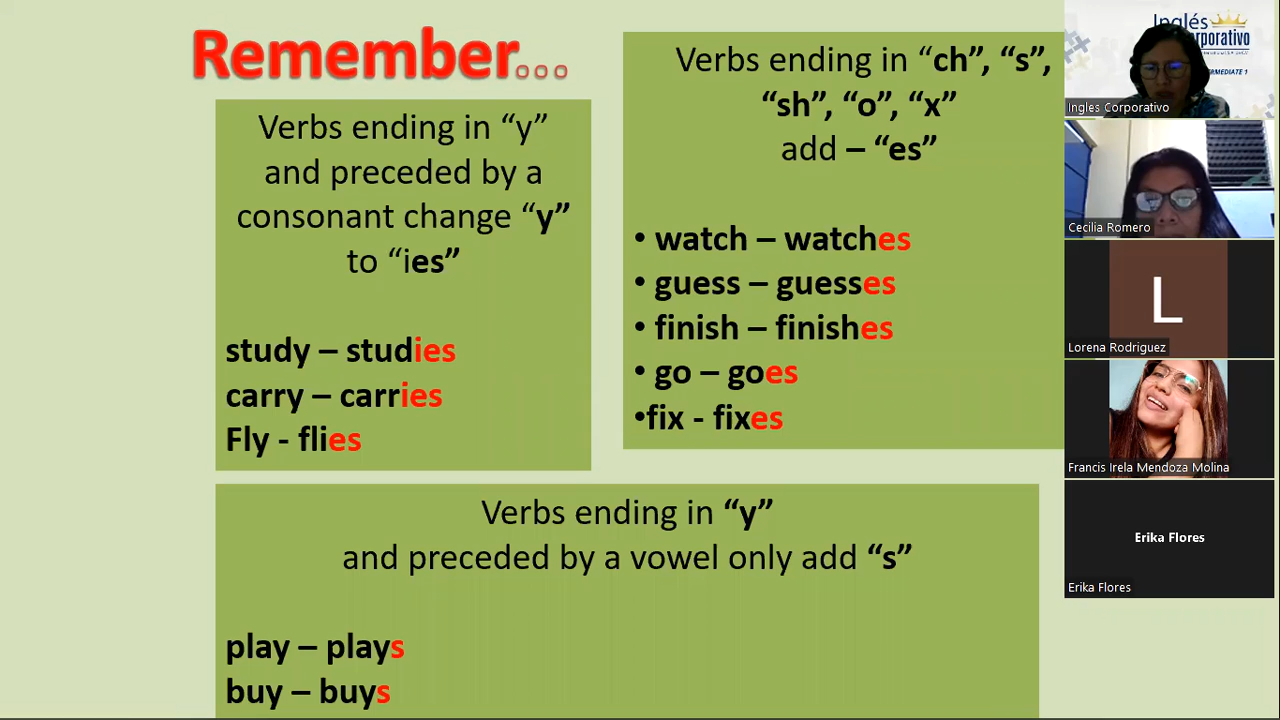 Remember...
Verbs ending in “y”
and preceded by a
consonant change “y”
to “ies”
study – studies
carry – carries
Fly - flies
Verbs ending in “ch”, “s”,
“sh”, “o”, “x”
add – “es”
• watch – watches
• guess – guesses
• finish – finishes
• go – goes
•fix - fixes
Verbs ending in “y”
and preceded by a vowel only add “s”
play – plays
buy – buys
Inglés
corporativo
Ingles Corporativo
Cecilia Romero
L
Lorena Rodriguez
Francis Irela Mendoza Molina
Erika Flores
Erika Flores